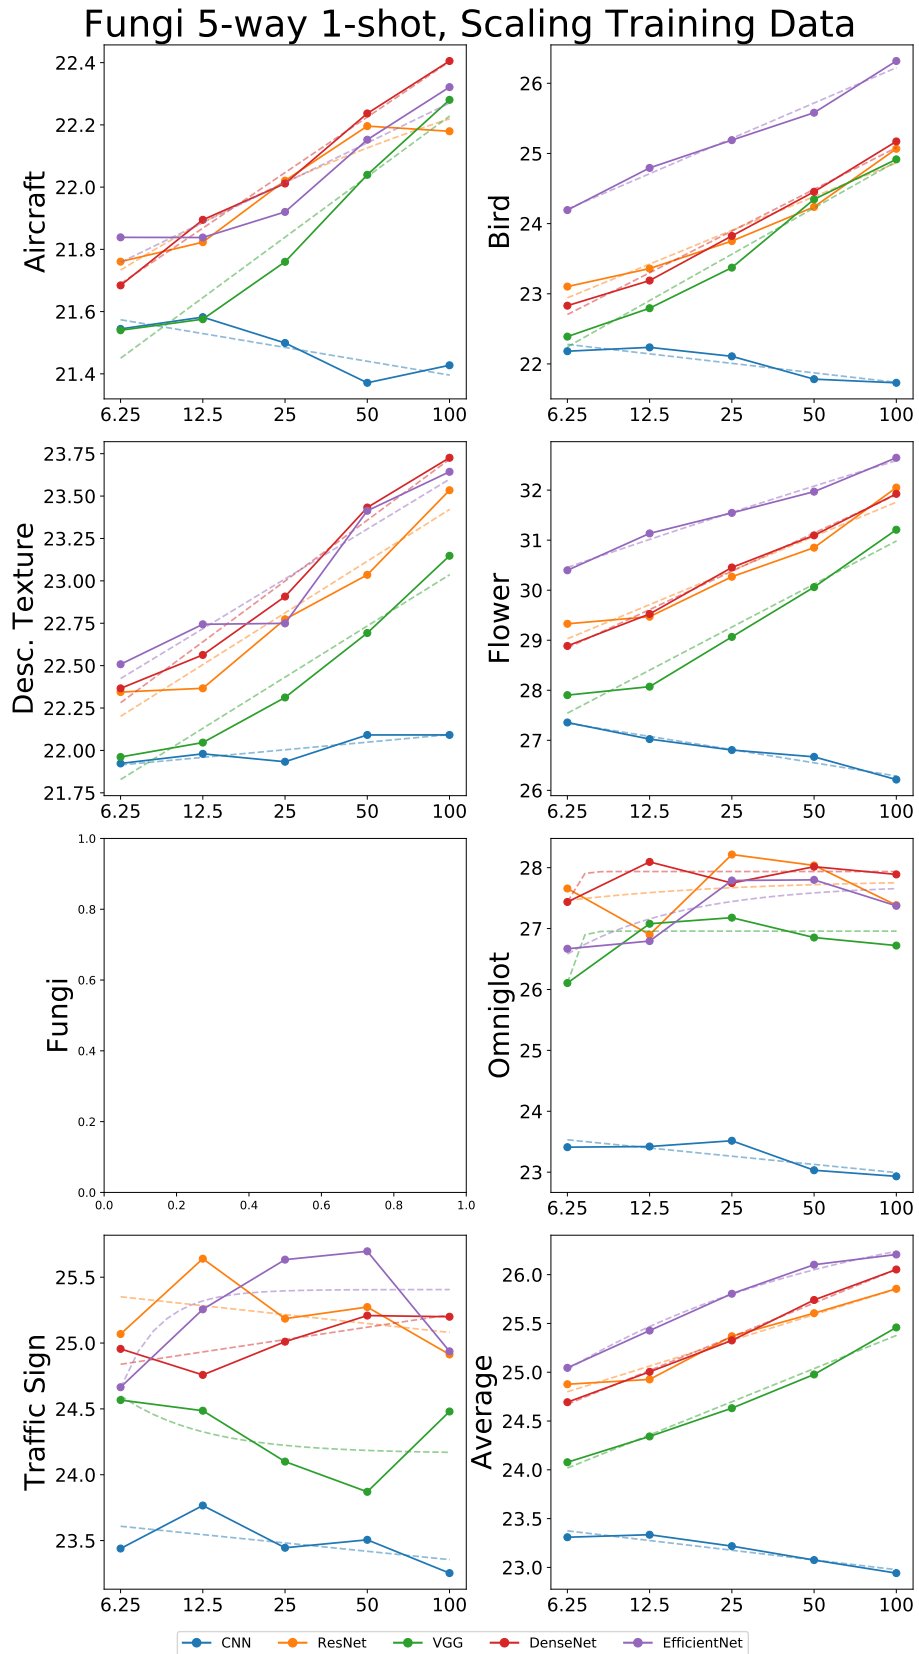 Fungi 5-way 1-shot, Scaling Training Data
Aircraft
22.4
22.2
22.0
21.8
21.6
21.4
6.25 12.5 25 50 100
Bird
26
25
24
23
22
6.25 12.5 25 50 100
Desc. Texture
23.75
23.50
23.25
23.00
22.75
22.50
22.25
22.00
21.75
6.25 12.5 25 50 100
Flower
32
31
30
29
28
27
26
6.25 12.5 25 50 100
Fungi
1.0
0.8
0.6
0.4
0.2
0.0
0.0 0.2 0.4 0.6 0.8 1.0
Omniglot
28
27
26
25
24
23
6.25 12.5 25 50 100
Traffic Sign
25.5
25.0
24.5
24.0
23.5
6.25 12.5 25 50 100
Average
26.0
25.5
25.0
24.5
24.0
23.5
23.0
6.25 12.5 25 50 100
CNN ResNet VGG DenseNet EfficientNet